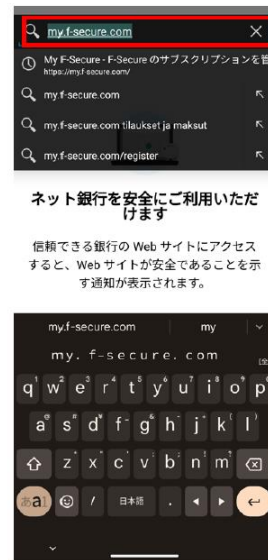 my.f-secure.com
My F-Secure - F-Secure のサブスクリプションを管
https://my.f-secure.com/
my.f-secure.com
my.f-secure.com tilaukset ja maksut
my.f-secure.com/register
ネット銀行を安全にご利用いただ
けます
信頼できる銀行の Web サイトにアクセス
すると、Web サイトが安全であることを示
す通知が表示されます。
my.f-secure.com my
my. f-secure. com
q w e r t y u i o p
a s d f g h j k l
z x c v b n m
あa1 / 日本語 .